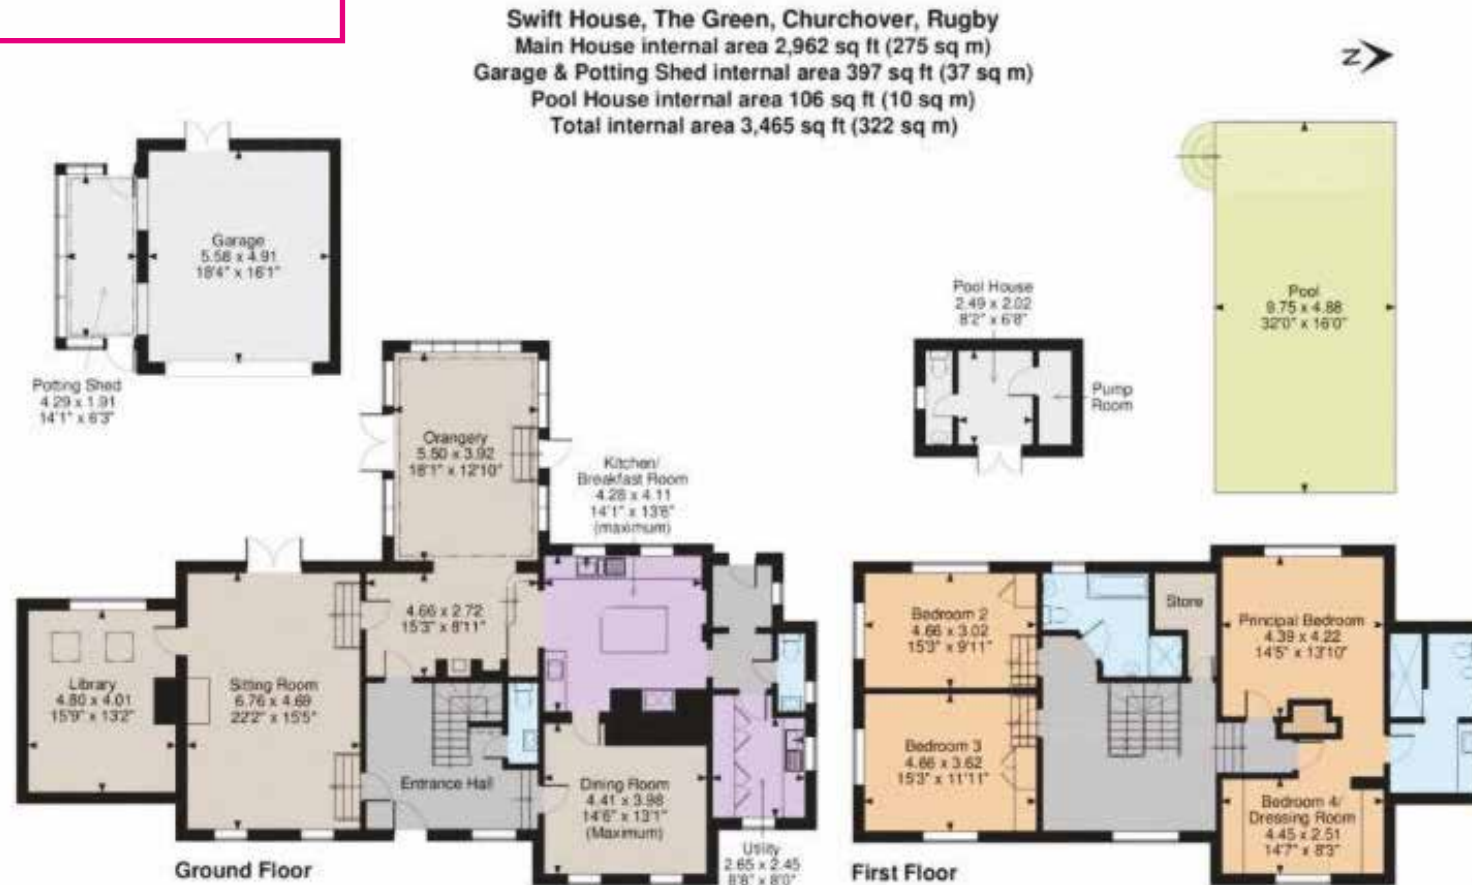 Swift House, The Green, Churchover, Rugby
Main House internal area 2,962 sq ft (275 sq m)
Garage & Potting Shed internal area 397 sq ft (37 sq m)
Pool House internal area 106 sq ft (10 sq m)
Total internal area 3,465 sq ft (322 sq m)
N
Garage
5.58 x 4.91
18'4" x 16'1"
Potting Shed
4.29 x 1.91
14'1" x 6'3"
Pool House
2.49 x 2.02
8'2" x 6'8"
Pump
Room
Pool
9.75 x 4.88
32'0" x 16'0"
Orangery
5.50 x 3.92
18'1" x 12'10"
Kitchen/
Breakfast Room
4.28 x 4.11
14'1" x 13'6"
(maximum)
4.66 x 2.72
15'3" x 8'11"
Library
4.80 x 4.01
15'9" x 13'2"
Sitting Room
6.76 x 4.69
22'2" x 15'5"
Entrance Hall
Dining Room
4.41 x 3.98
14'6" x 13'1"
(Maximum)
Utility
2.65 x 2.45
8'8" x 8'0"
Ground Floor
Bedroom 2
4.66 x 3.02
15'3" x 9'11"
Store
Principal Bedroom
4.39 x 4.22
14'5" x 13'10"
Bedroom 3
4.66 x 3.62
15'3" x 11'11"
Bedroom 4/
Dressing Room
4.45 x 2.51
14'7" x 8'3"
First Floor